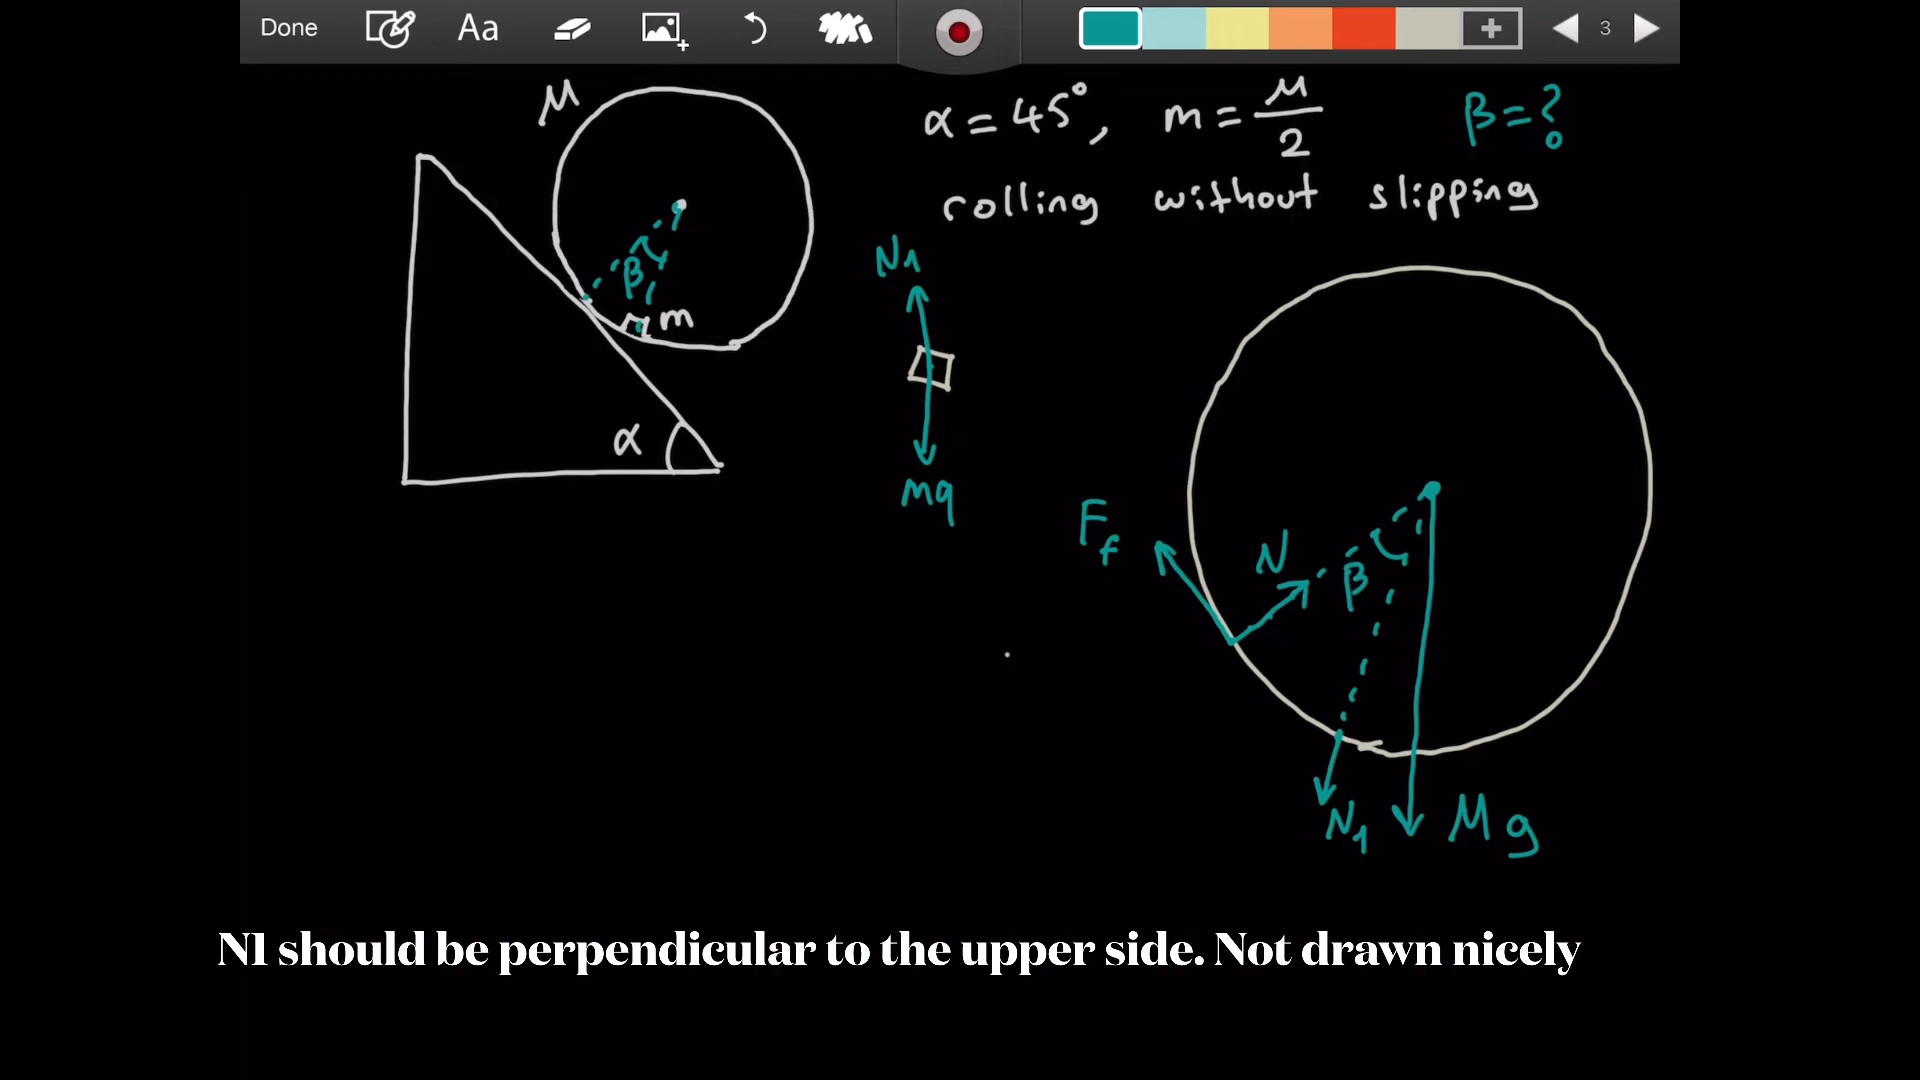 Done Aa 3
M
α = 45°, m = M/2 β = ?
rolling without slipping
β
m
α
N1
mg
Ff
N
β
N1
Mg
N1 should be perpendicular to the upper side. Not drawn nicely